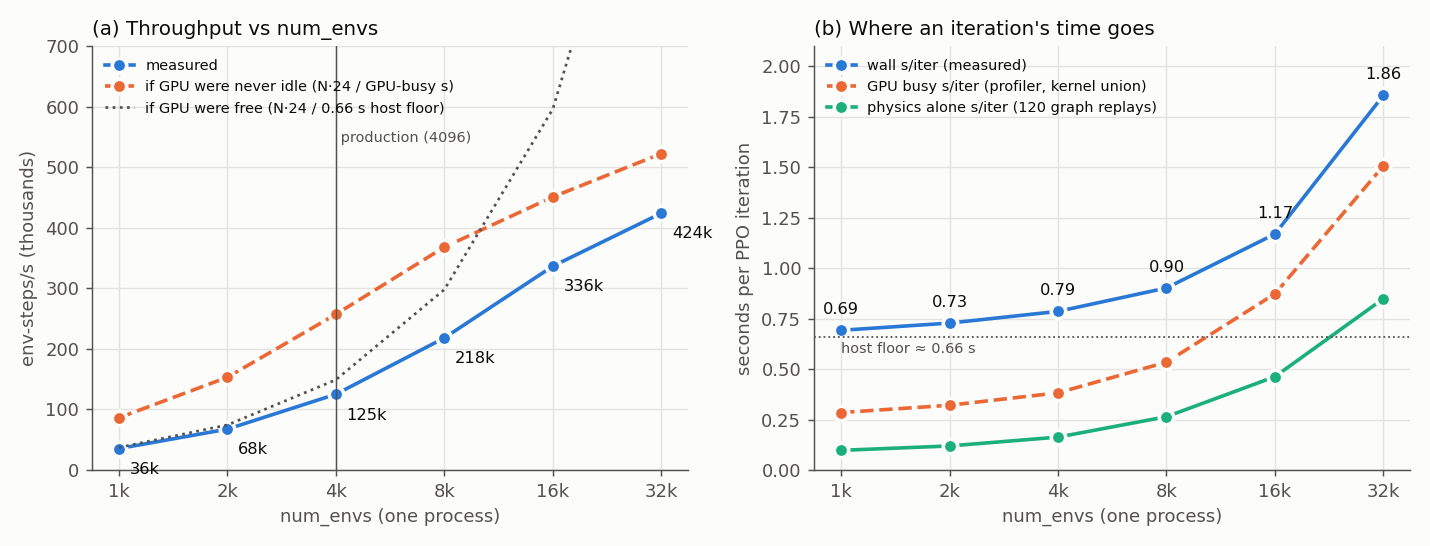 (a) Throughput vs num_envs
700
600
500
400
300
200
100
0
env-steps/s (thousands)
measured
if GPU were never idle (N·24 / GPU-busy s)
if GPU were free (N·24 / 0.66 s host floor)
production (4096)
36k
68k
125k
218k
336k
424k
1k
2k
4k
8k
16k
32k
num_envs (one process)
(b) Where an iteration's time goes
2.00
1.75
1.50
1.25
1.00
0.75
0.50
0.25
0.00
seconds per PPO iteration
wall s/iter (measured)
GPU busy s/iter (profiler, kernel union)
physics alone s/iter (120 graph replays)
0.69
0.73
0.79
0.90
1.17
1.86
host floor ≈ 0.66 s
1k
2k
4k
8k
16k
32k
num_envs (one process)